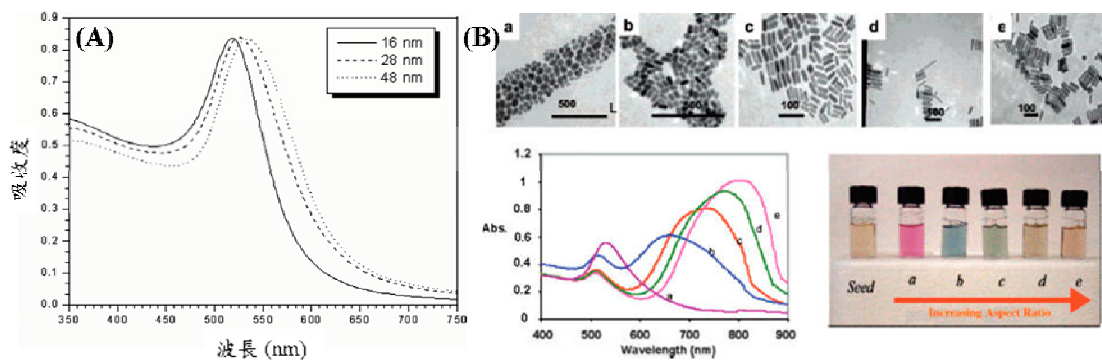 (A)
0.9
0.8
0.7
0.6
0.5
0.4
0.3
0.2
0.1
0.0
350 400 450 500 550 600 650 700 750
吸收度
波長 (nm)
16 nm
28 nm
48 nm
(B)
a b c d e
500 L
500
100
100
100
1.2
1
0.8
0.6
0.4
0.2
0
Abs.
400 500 600 700 800 900
Wavelength (nm)
a b c d e
Seed a b c d e
Increasing Aspect Ratio